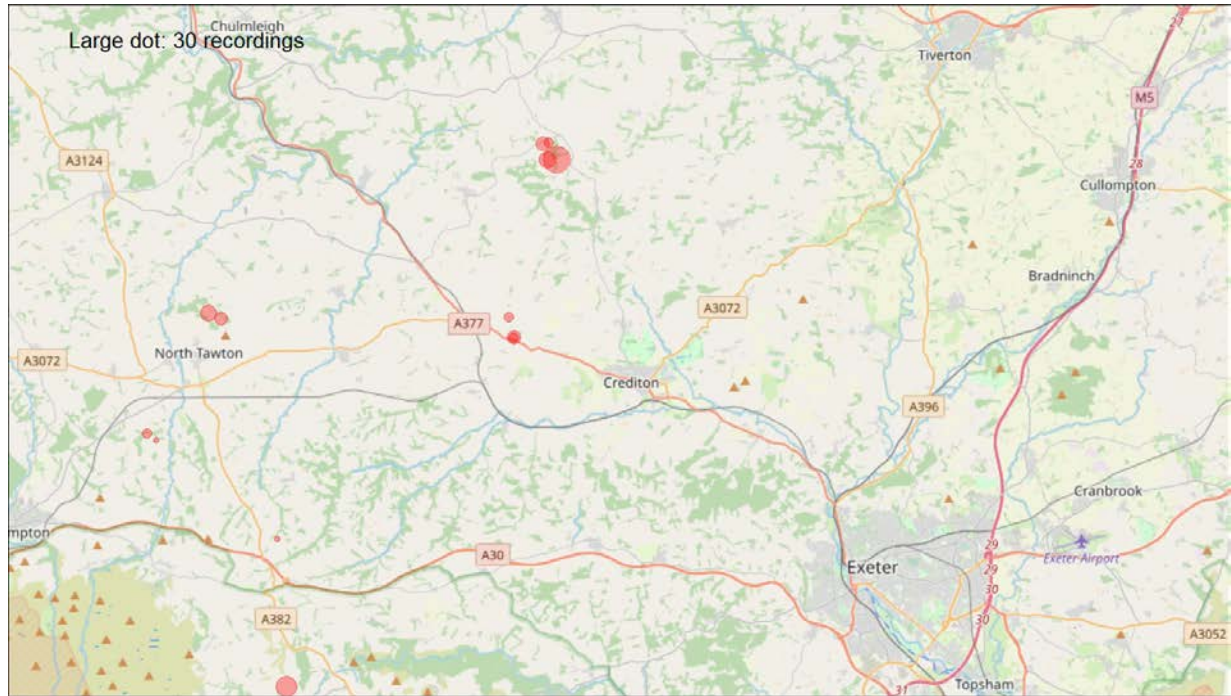 Chulmleigh
Large dot: 30 recordings
27
Tiverton
M5
A3124
28
Cullompton
Bradninch
A377
A3072
North Tawton
A3072
Crediton
A396
Cranbrook
mpton
A30
29
Exeter Airport
Exeter
29
30
A382
30
A3052
31
Topsham